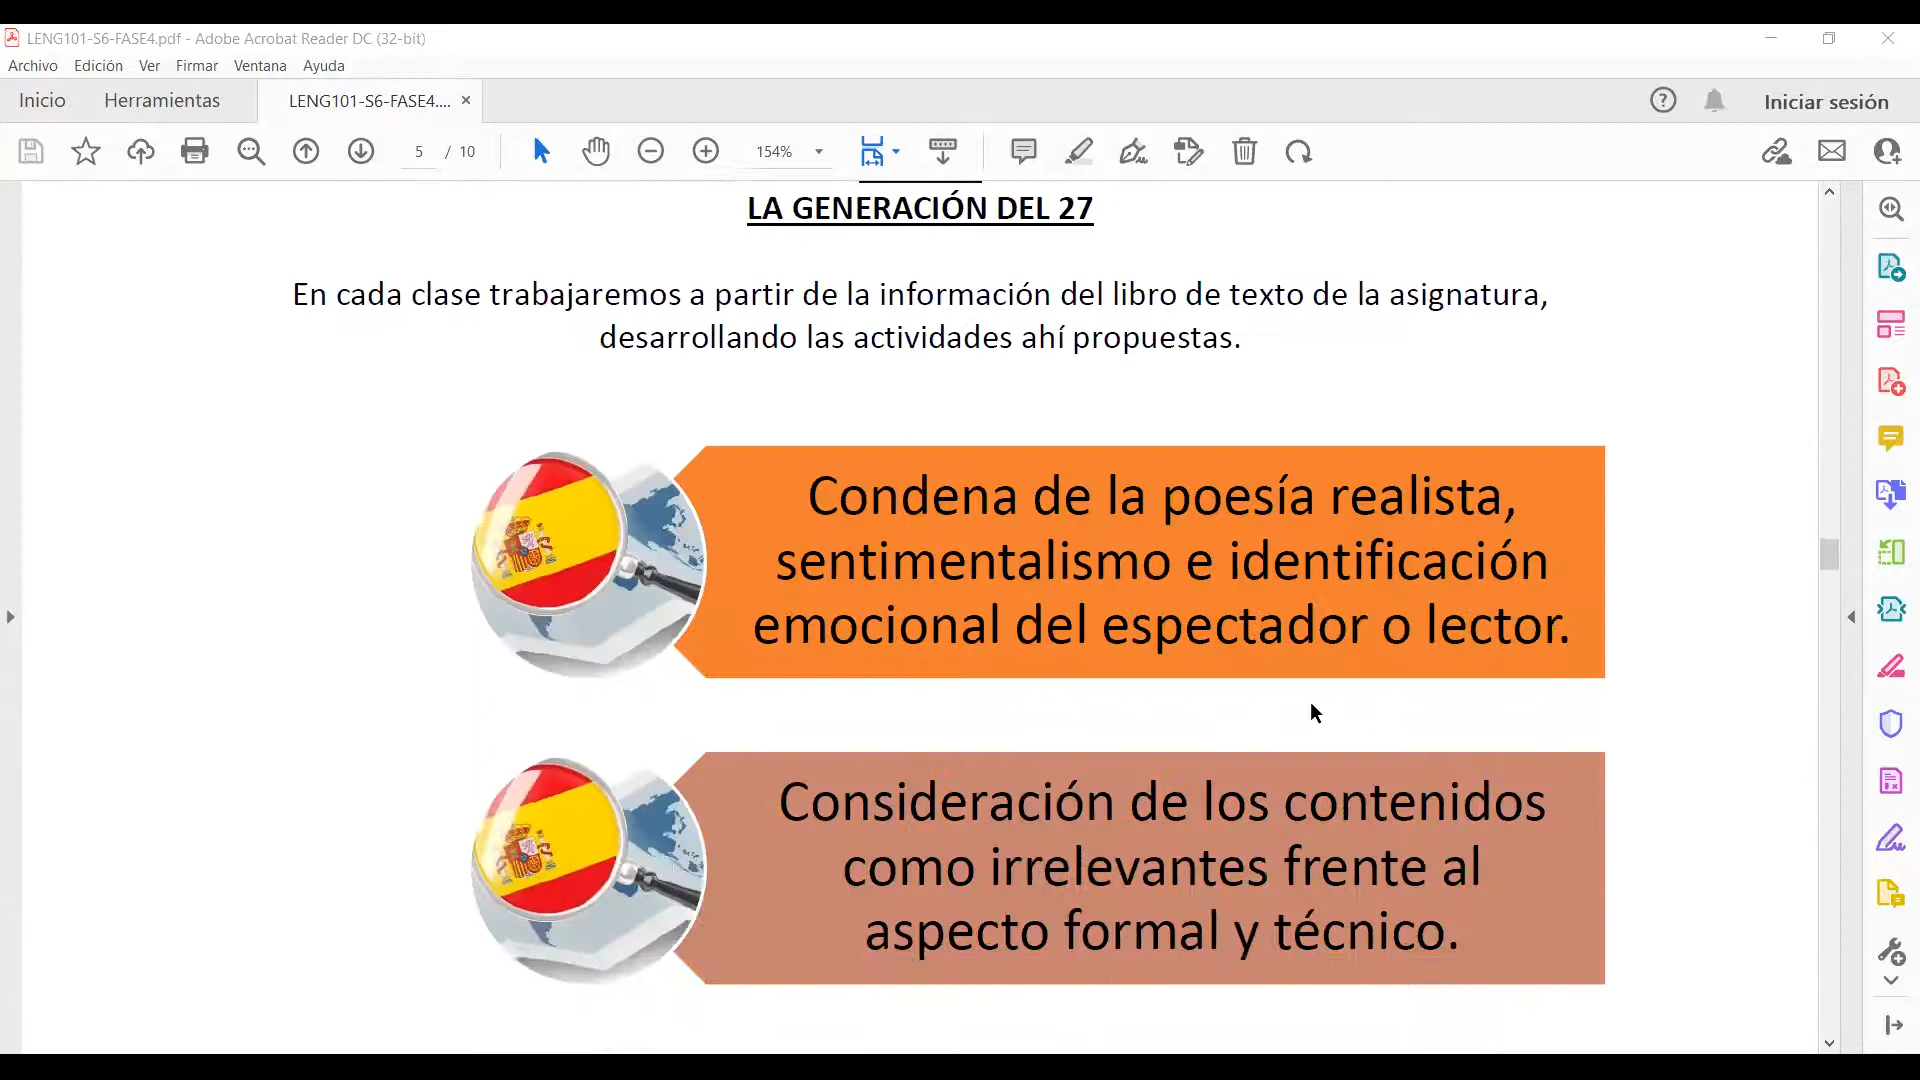 LENG101-S6-FASE4.pdf - Adobe Acrobat Reader DC (32-bit)
Archivo Edición Ver Firmar Ventana Ayuda
Inicio Herramientas LENG101-S6-FASE4.... × Iniciar sesión
5 / 10 154%
LA GENERACIÓN DEL 27
En cada clase trabajaremos a partir de la información del libro de texto de la asignatura,
desarrollando las actividades ahí propuestas.
Condena de la poesía realista,
sentimentalismo e identificación
emocional del espectador o lector.
Consideración de los contenidos
como irrelevantes frente al
aspecto formal y técnico.